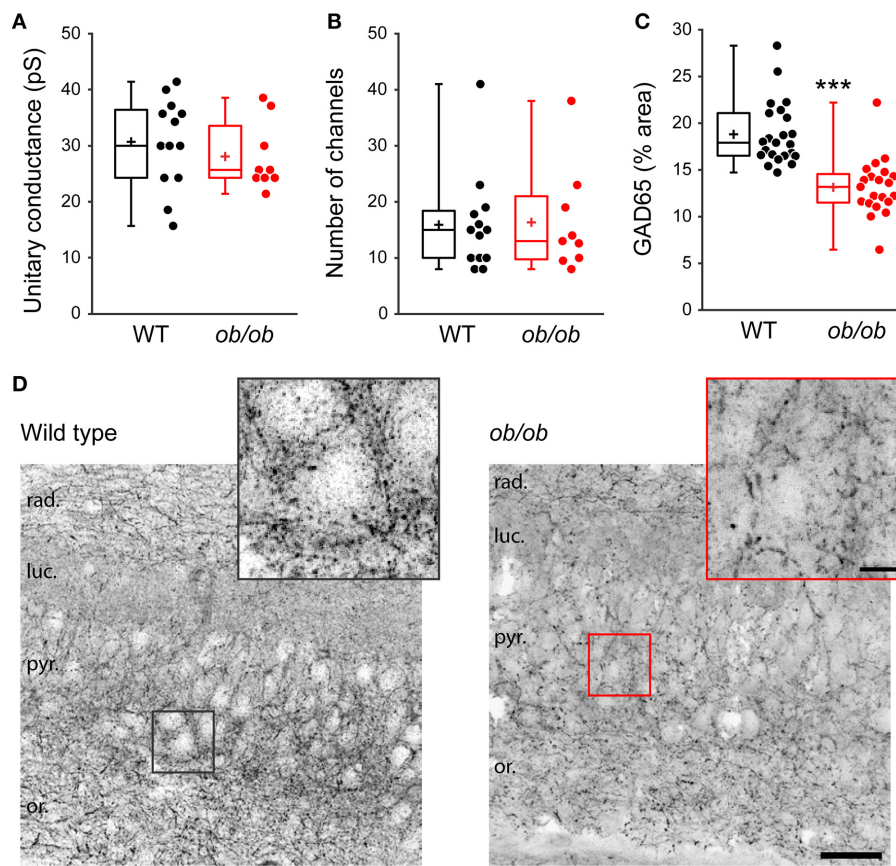 A
Unitary conductance (pS)
50
40
30
20
10
0
WT
ob/ob
B
Number of channels
50
40
30
20
10
0
WT
ob/ob
C
GAD65 (% area)
30
25
20
15
10
5
0
***
WT
ob/ob
D
Wild type
rad.
luc.
pyr.
or.
ob/ob
rad.
luc.
pyr.
or.